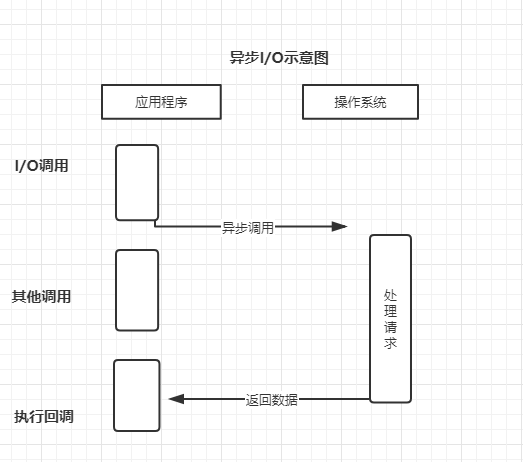 异步I/O示意图
应用程序
操作系统
I/O调用
异步调用
其他调用
处理请求
返回数据
执行回调